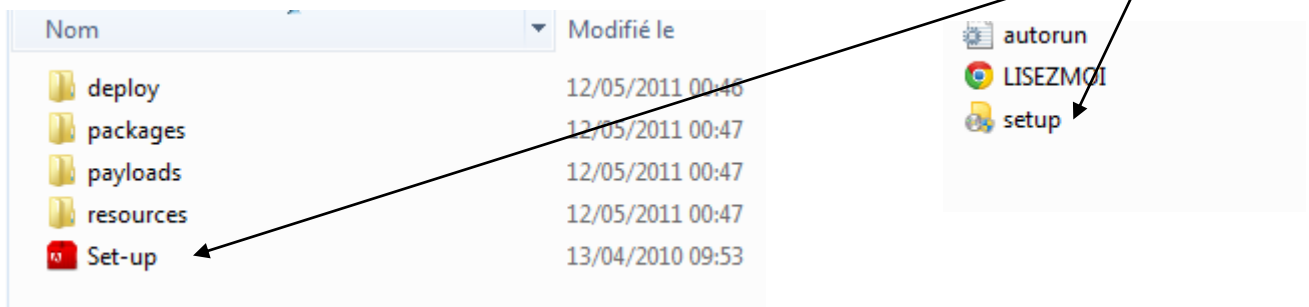 Nom Modifié le
deploy 12/05/2011 00:46
packages 12/05/2011 00:47
payloads 12/05/2011 00:47
resources 12/05/2011 00:47
Set-up 13/04/2010 09:53
autorun
LISEZMOI
setup